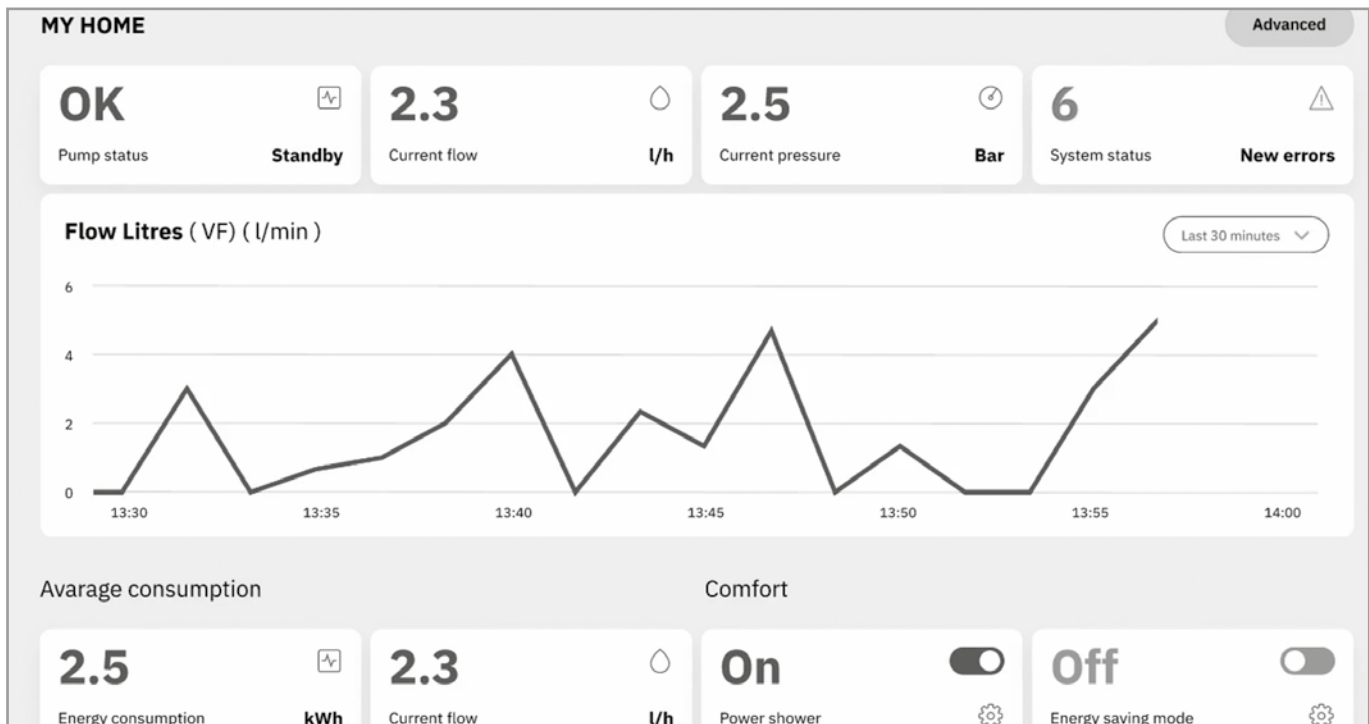 MY HOME
Advanced
OK
Pump status Standby
2.3
Current flow l/h
2.5
Current pressure Bar
6
System status New errors
Flow Litres ( VF) ( l/min )
Last 30 minutes
6
4
2
0
13:30 13:35 13:40 13:45 13:50 13:55 14:00
Avarage consumption
Comfort
2.5
Energy consumption kWh
2.3
Current flow l/h
On
Power shower
Off
Energy saving mode